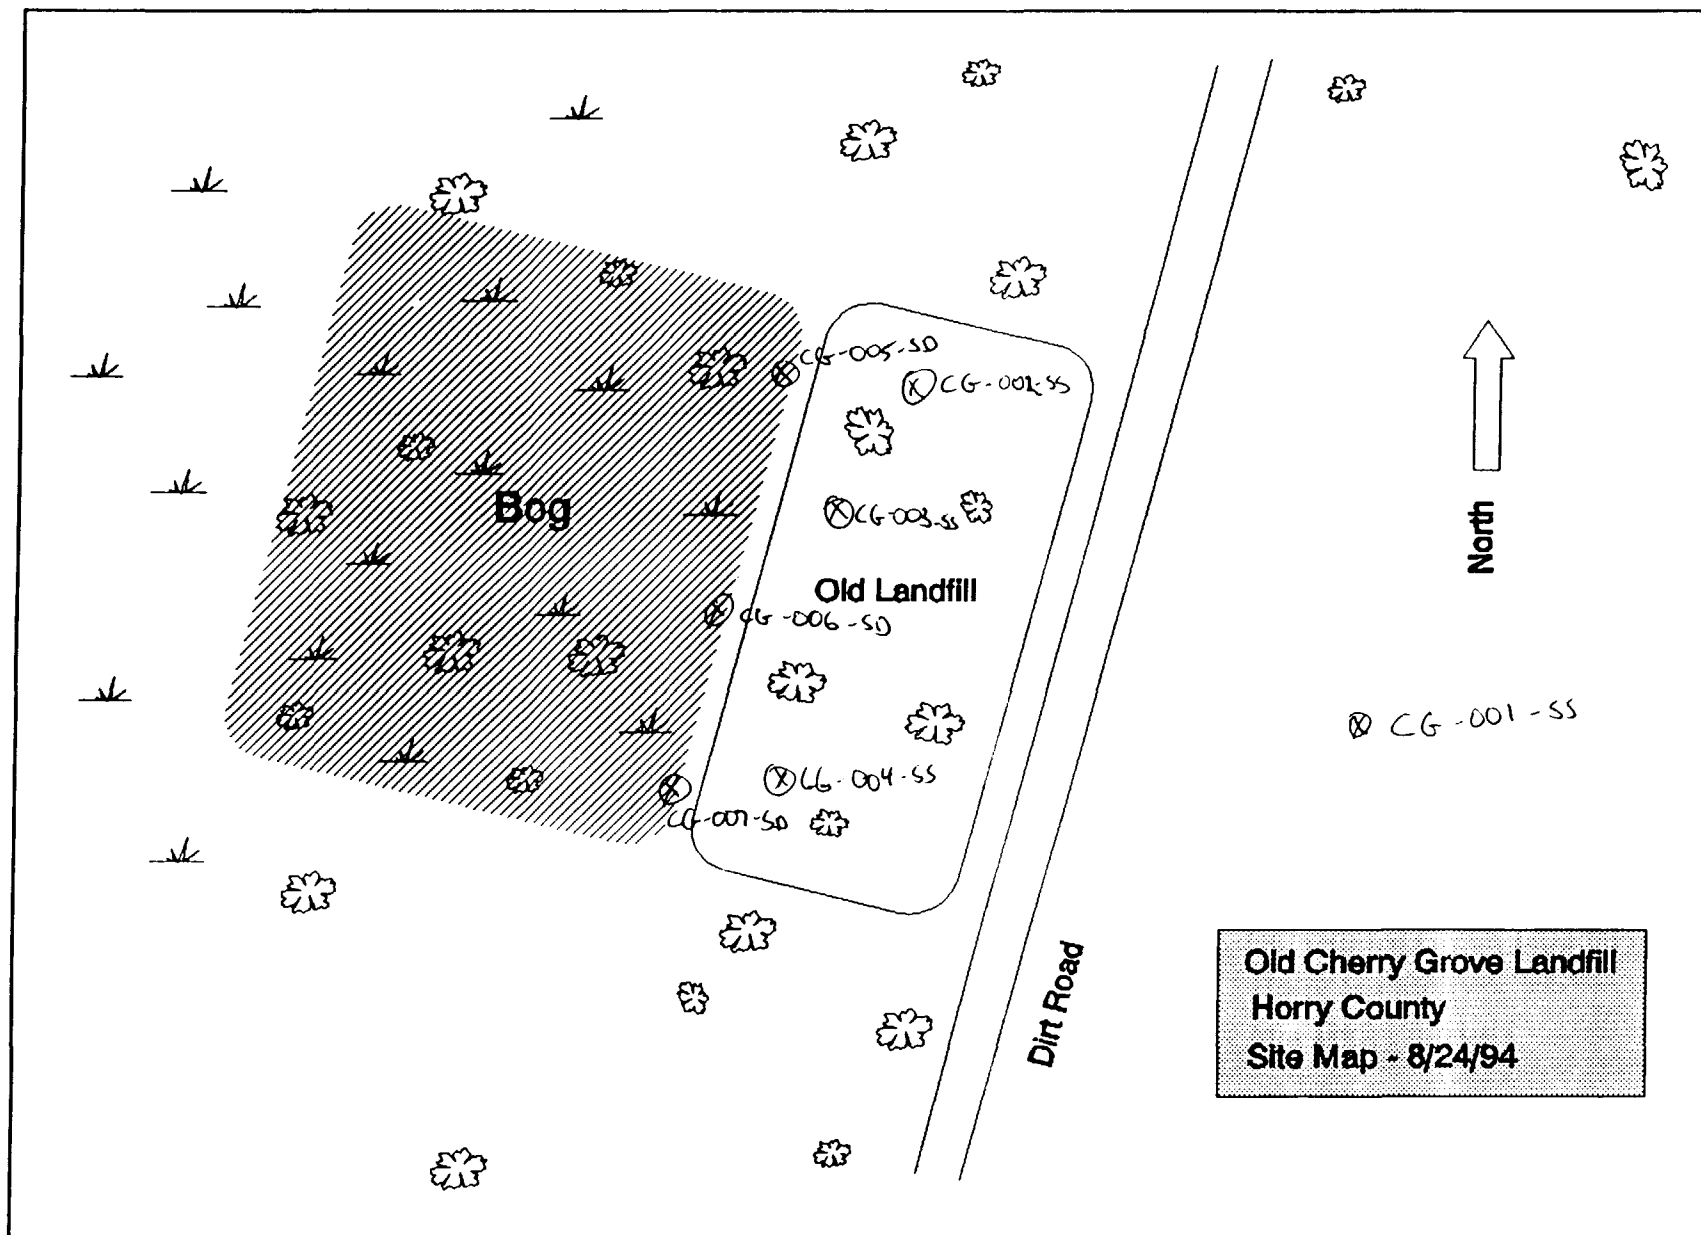 CG-005-SD
CG-002-SS
Bog
CG-003-SS
Old Landfill
CG-006-SD
North
CG-001-SS
CG-004-SS
CG-007-SD
Dirt Road
Old Cherry Grove Landfill
Horry County
Site Map - 8/24/94